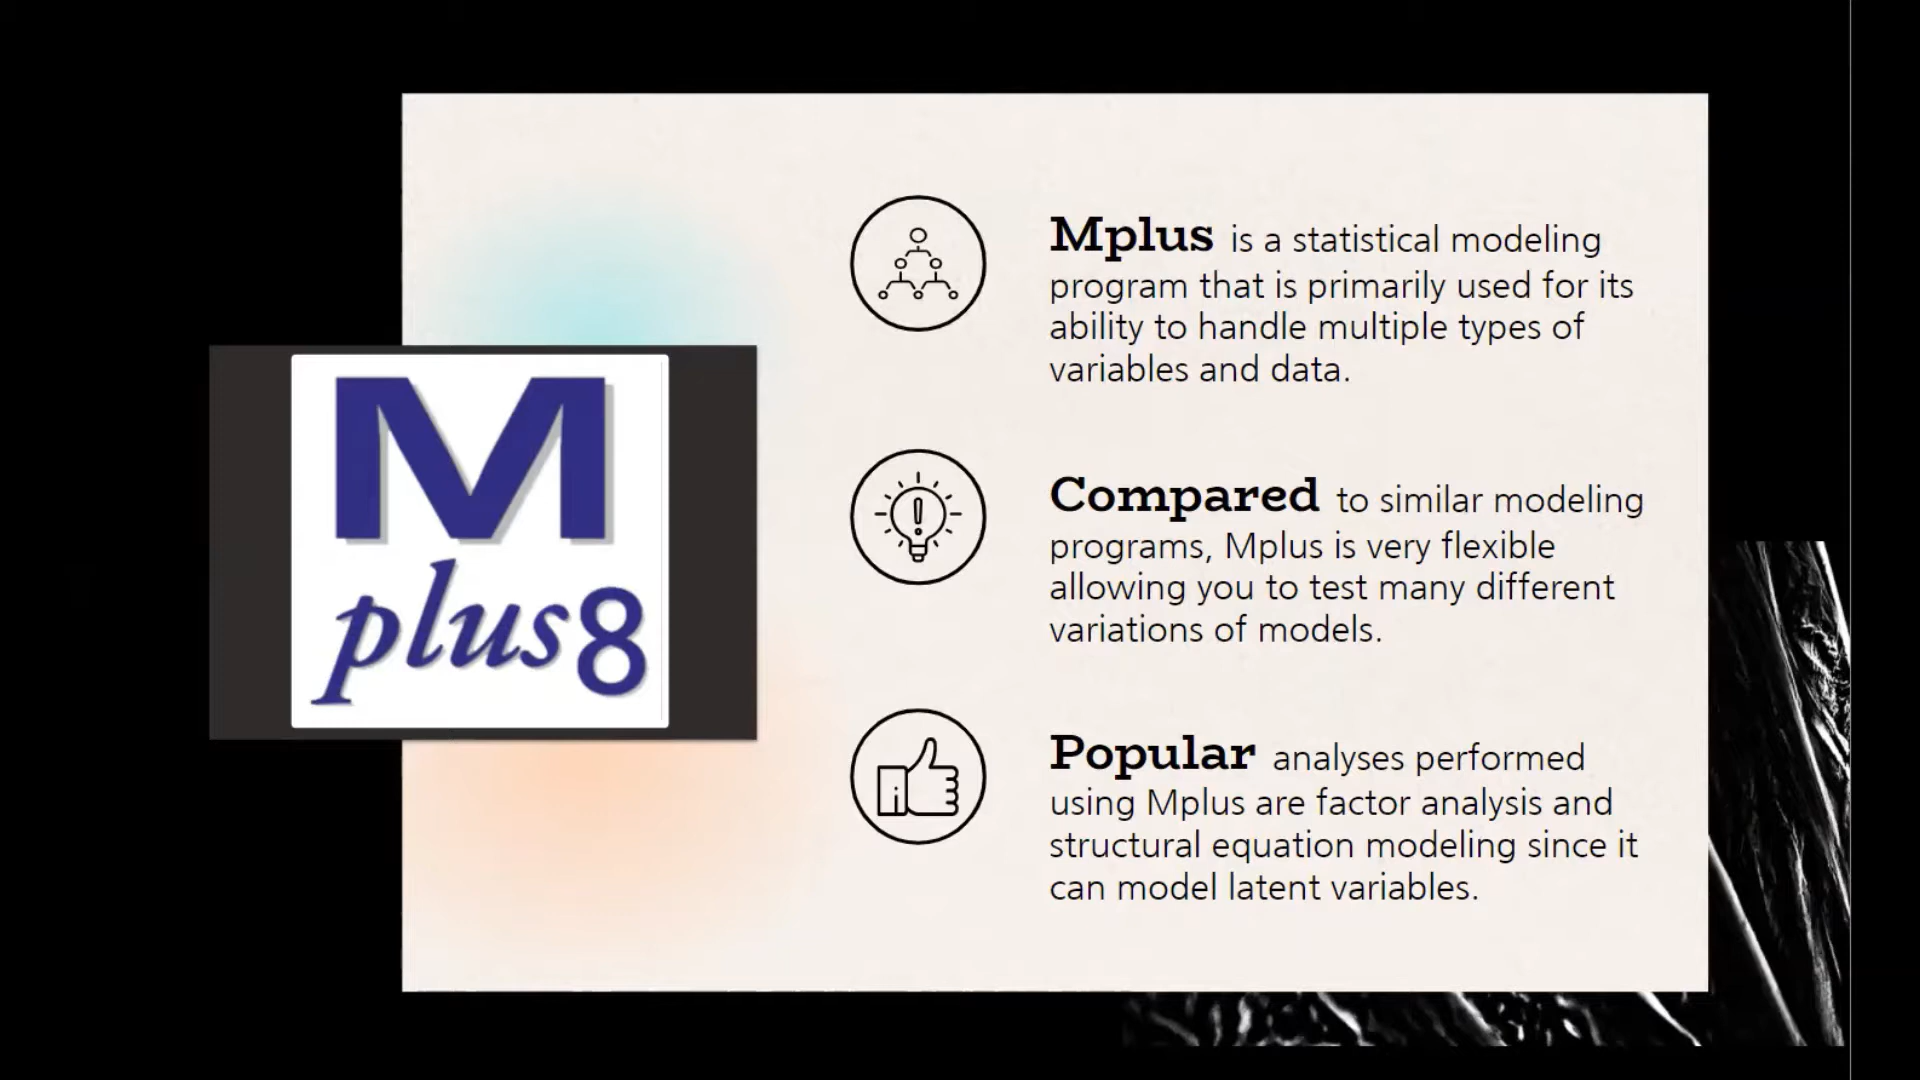 M
plus8
Mplus is a statistical modeling
program that is primarily used for its
ability to handle multiple types of
variables and data.
Compared to similar modeling
programs, Mplus is very flexible
allowing you to test many different
variations of models.
Popular analyses performed
using Mplus are factor analysis and
structural equation modeling since it
can model latent variables.